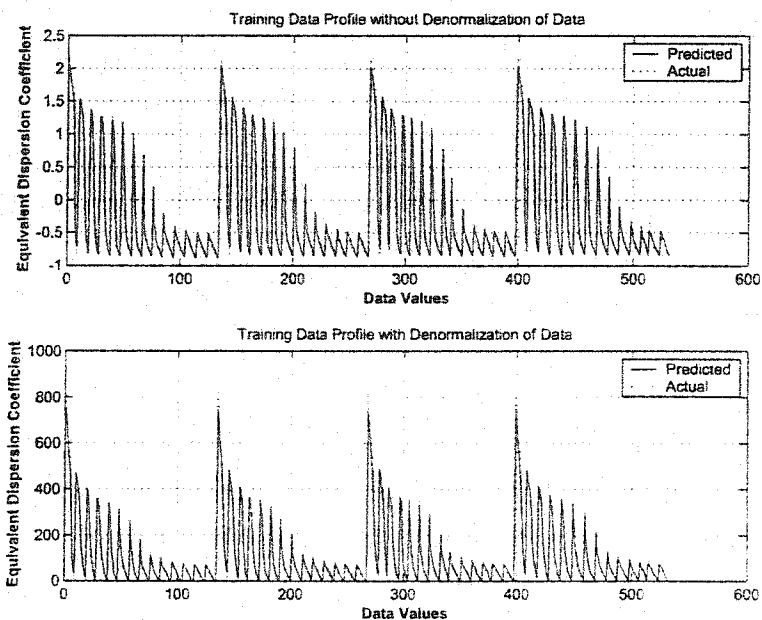 Training Data Profile without Denormalization of Data
Equivalent Dispersion Coefficient
2.5
2
1.5
1
0.5
0
-0.5
-1
0 100 200 300 400 500 600
Data Values
Predicted
Actual
Training Data Profile with Denormalization of Data
Equivalent Dispersion Coefficient
1000
800
600
400
200
0
0 100 200 300 400 500 600
Data Values
Predicted
Actual